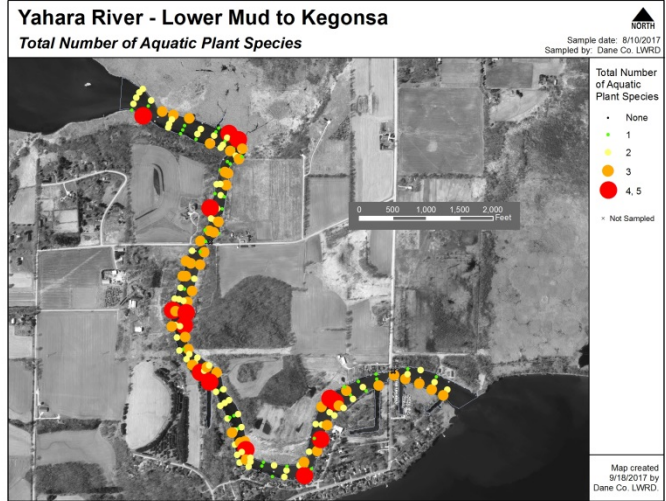 Yahara River - Lower Mud to Kegonsa
Total Number of Aquatic Plant Species
NORTH
Sample date: 8/10/2017
Sampled by: Dane Co. LWRD
Total Number
of Aquatic
Plant Species
None
1
2
3
4, 5
Not Sampled
0 500 1,000 1,500 2,000
Feet
Map created
9/18/2017 by
Dane Co. LWRD.